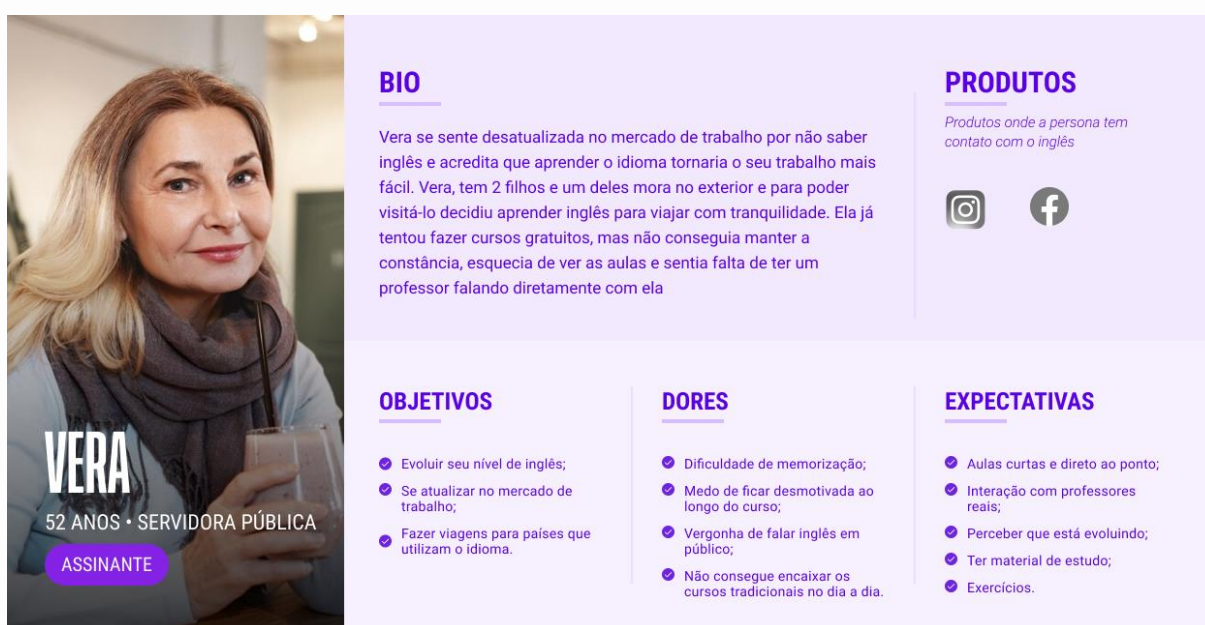 BIO
Vera se sente desatualizada no mercado de trabalho por não saber
inglês e acredita que aprender o idioma tornaria o seu trabalho mais
fácil. Vera, tem 2 filhos e um deles mora no exterior e para poder
visitá-lo decidiu aprender inglês para viajar com tranquilidade. Ela já
tentou fazer cursos gratuitos, mas não conseguia manter a
constância, esquecia de ver as aulas e sentia falta de ter um
professor falando diretamente com ela
PRODUTOS
Produtos onde a persona tem
contato com o inglês
VERA
52 ANOS • SERVIDORA PÚBLICA
ASSINANTE
OBJETIVOS
Evoluir seu nível de inglês;
Se atualizar no mercado de
trabalho;
Fazer viagens para países que
utilizam o idioma.
DORES
Dificuldade de memorização;
Medo de ficar desmotivada ao
longo do curso;
Vergonha de falar inglês em
público;
Não consegue encaixar os
cursos tradicionais no dia a dia.
EXPECTATIVAS
Aulas curtas e direto ao ponto;
Interação com professores
reais;
Perceber que está evoluindo;
Ter material de estudo;
Exercícios.